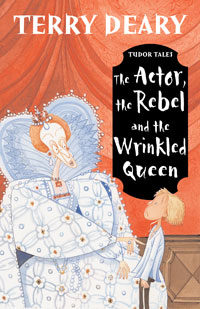 TERRY DEARY
TUDOR TALES
The Actor,
the Rebel
and the
Wrinkled
Queen